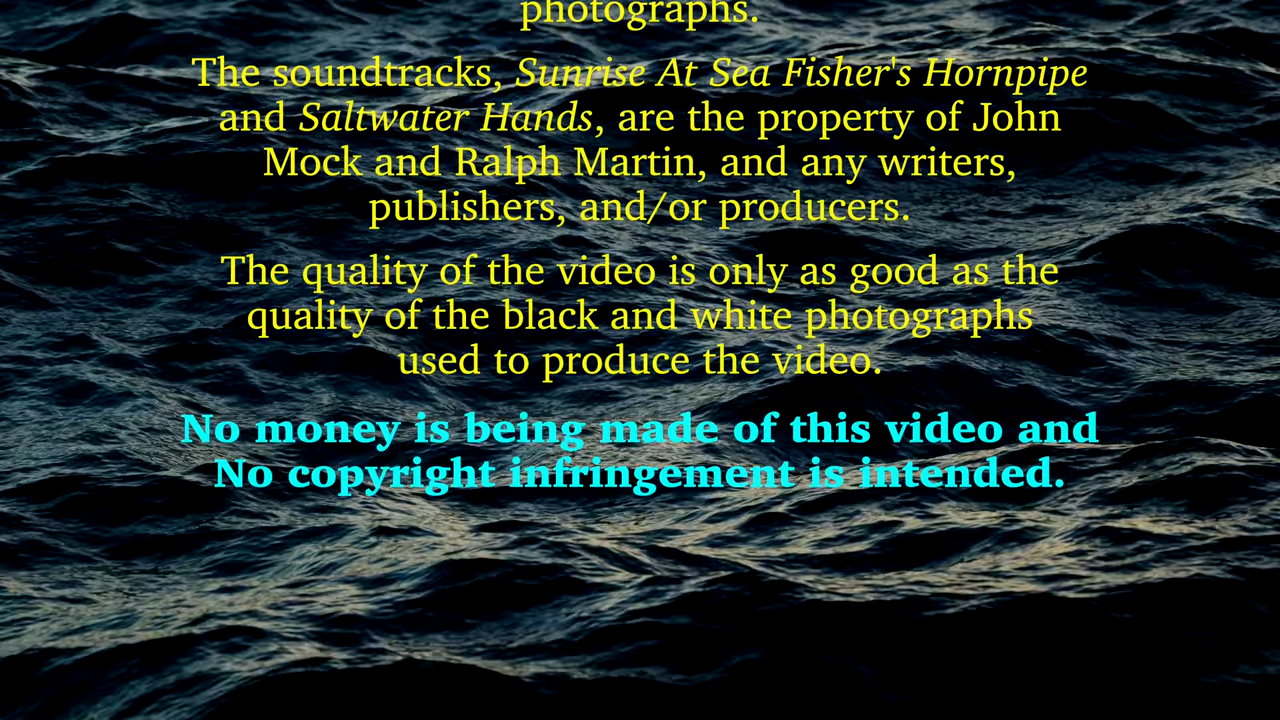 photographs.
The soundtracks, Sunrise At Sea Fisher's Hornpipe
and Saltwater Hands, are the property of John
Mock and Ralph Martin, and any writers,
publishers, and/or producers.
The quality of the video is only as good as the
quality of the black and white photographs
used to produce the video.
No money is being made of this video and
No copyright infringement is intended.